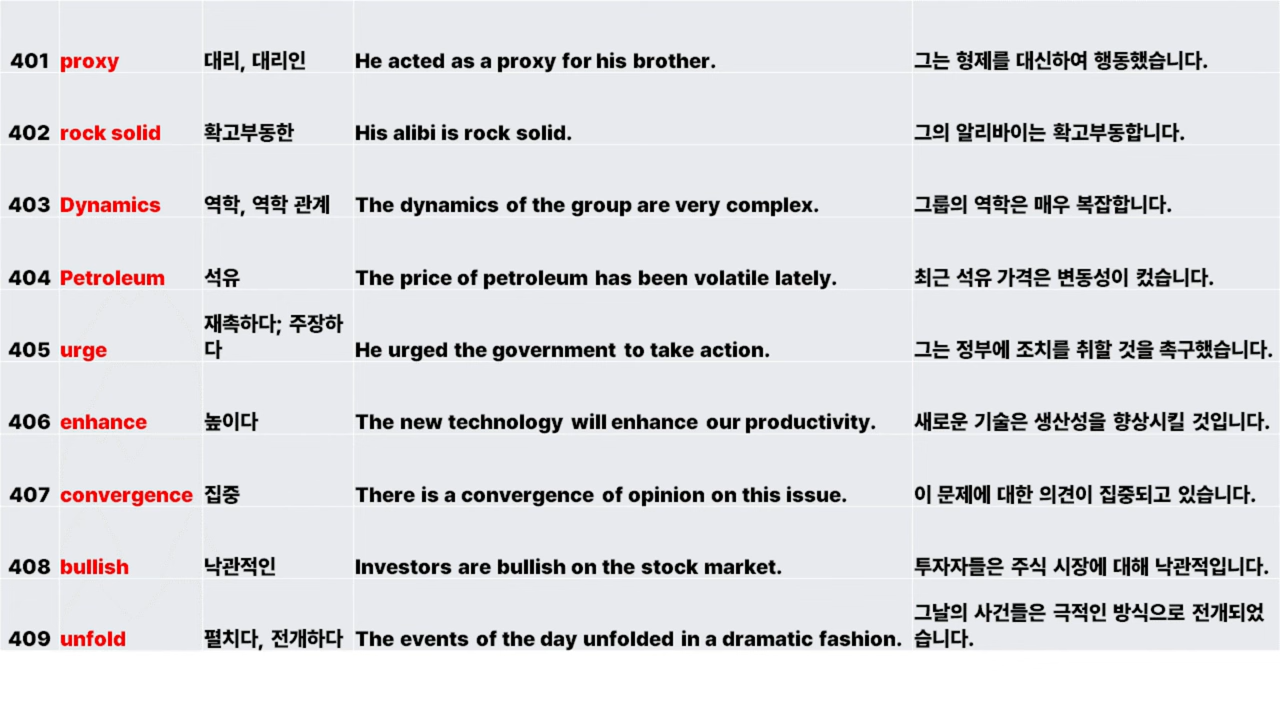 401 proxy 대리, 대리인 He acted as a proxy for his brother. 그는 형제를 대신하여 행동했습니다.
402 rock solid 확고부동한 His alibi is rock solid. 그의 알리바이는 확고부동합니다.
403 Dynamics 역학, 역학 관계 The dynamics of the group are very complex. 그룹의 역학은 매우 복잡합니다.
404 Petroleum 석유 The price of petroleum has been volatile lately. 최근 석유 가격은 변동성이 컸습니다.
재촉하다; 주장하
405 urge 다 He urged the government to take action. 그는 정부에 조치를 취할 것을 촉구했습니다.
406 enhance 높이다 The new technology will enhance our productivity. 새로운 기술은 생산성을 향상시킬 것입니다.
407 convergence 집중 There is a convergence of opinion on this issue. 이 문제에 대한 의견이 집중되고 있습니다.
408 bullish 낙관적인 Investors are bullish on the stock market. 투자자들은 주식 시장에 대해 낙관적입니다.
그날의 사건들은 극적인 방식으로 전개되었
409 unfold 펼치다, 전개하다 The events of the day unfolded in a dramatic fashion. 습니다.